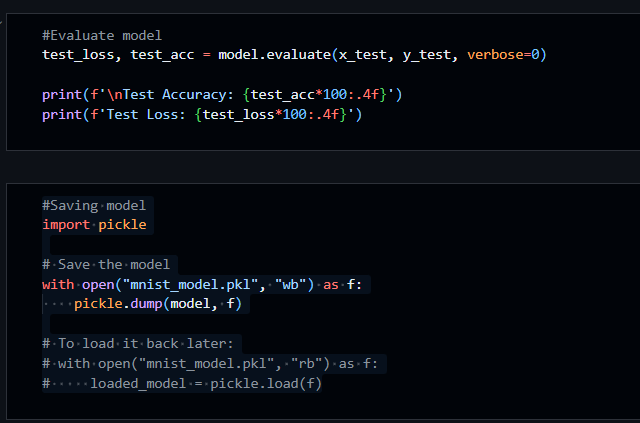 #Evaluate model
test_loss, test_acc = model.evaluate(x_test, y_test, verbose=0)
print(f'\nTest Accuracy: {test_acc*100:.4f}')
print(f'Test Loss: {test_loss*100:.4f}')
#Saving model
import pickle
# Save the model
with open("mnist_model.pkl", "wb") as f:
    pickle.dump(model, f)
# To load it back later:
# with open("mnist_model.pkl", "rb") as f:
#     loaded_model = pickle.load(f)